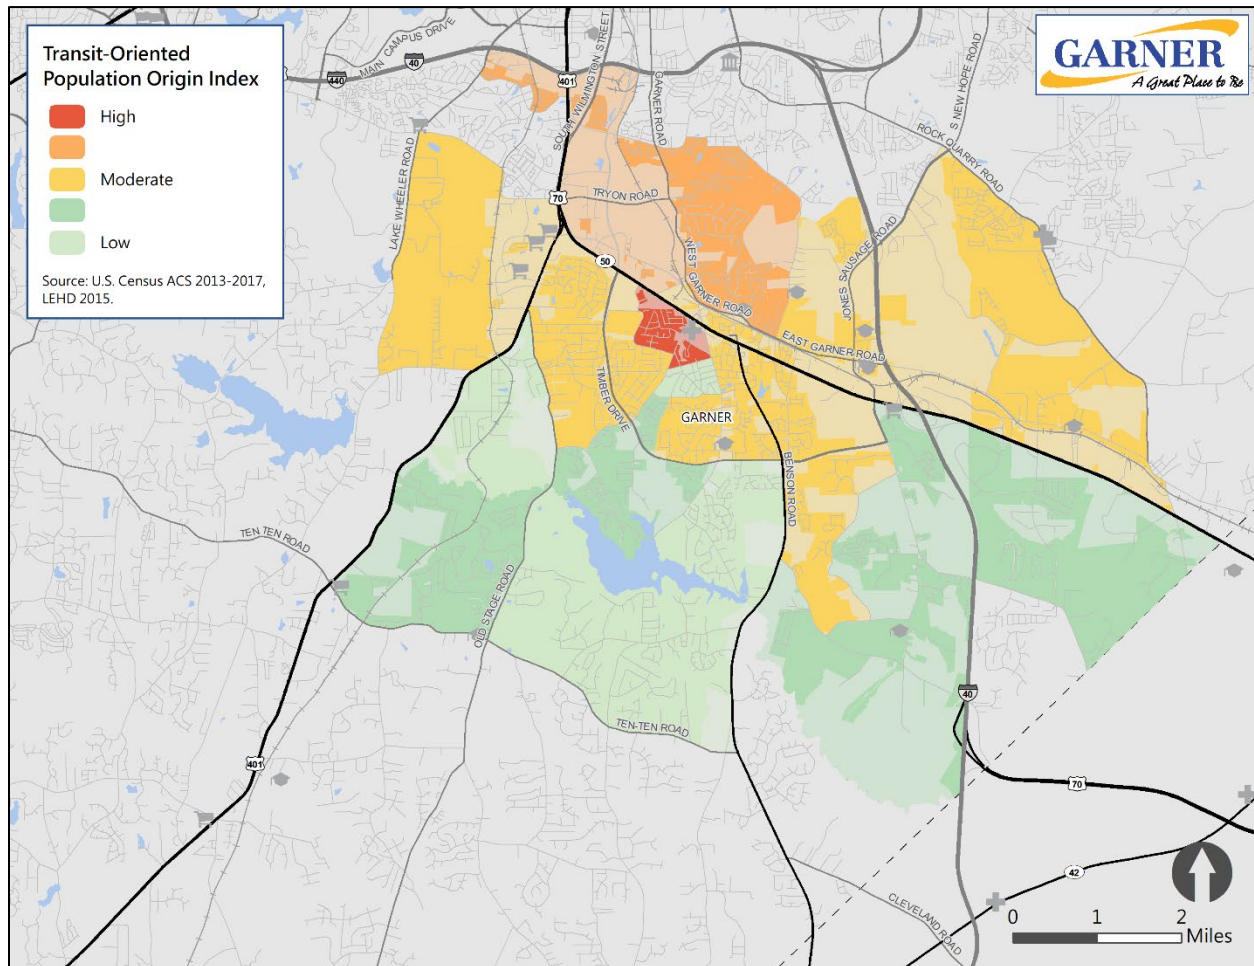 Transit-Oriented
Population Origin Index
High
Moderate
Low
Source: U.S. Census ACS 2013-2017,
LEHD 2015.
GARNER
A Great Place to Be
MAIN CAMPUS DRIVE
40
440
401
SOUTH WILMINGTON STREET
GARNER ROAD
S NEW HOPE ROAD
ROCK QUARRY ROAD
LAKE WHEELER ROAD
TRYON ROAD
70
50
WEST GARNER ROAD
JONES SAUSAGE ROAD
EAST GARNER ROAD
TIMBER DRIVE
GARNER
BENSON ROAD
TEN TEN ROAD
OLD STAGE ROAD
TEN-TEN ROAD
40
401
70
42
CLEVELAND ROAD
0 1 2
Miles